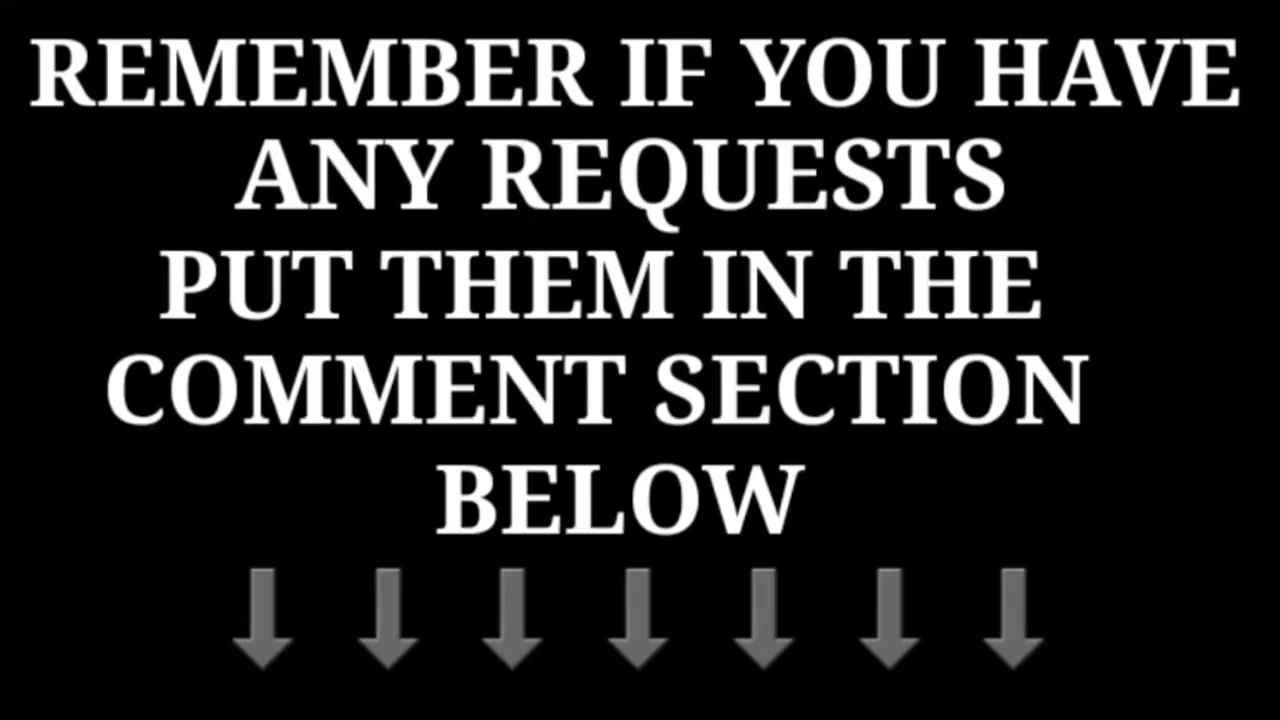 REMEMBER IF YOU HAVE
ANY REQUESTS
PUT THEM IN THE
COMMENT SECTION
BELOW